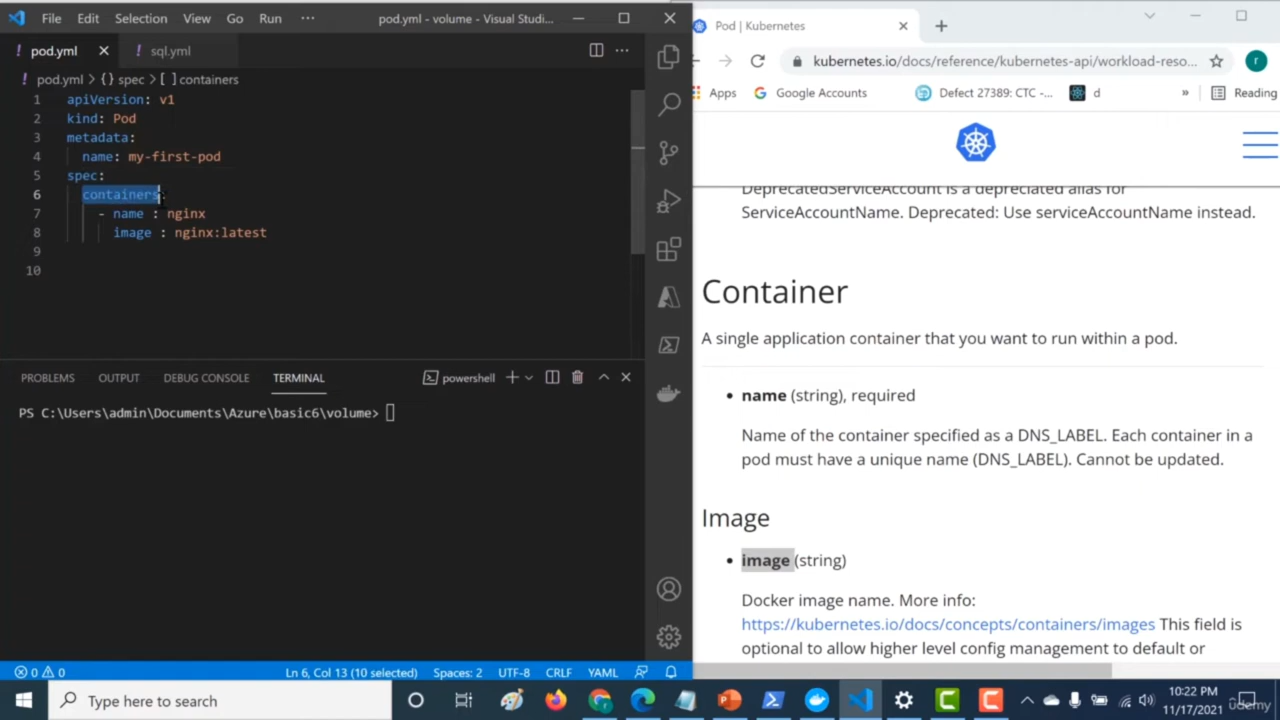 File Edit Selection View Go Run ··· pod.yml - volume - Visual Studi...
! pod.yml × ! sql.yml ···
! pod.yml > {} spec > [ ] containers
1 apiVersion: v1
2 kind: Pod
3 metadata:
4 name: my-first-pod
5 spec:
6 containers:
7 - name : nginx
8 image : nginx:latest
9
10
PROBLEMS OUTPUT DEBUG CONSOLE TERMINAL powershell
PS C:\Users\admin\Documents\Azure\basic6\volume>
0 0 Ln 6, Col 13 (10 selected) Spaces: 2 UTF-8 CRLF YAML
Pod | Kubernetes
kubernetes.io/docs/reference/kubernetes-api/workload-reso... r
Apps Google Accounts Defect 27389: CTC -... d » Reading
DeprecatedServiceAccount is a depreciated alias for
ServiceAccountName. Deprecated: Use serviceAccountName instead.
Container
A single application container that you want to run within a pod.
• name (string), required
Name of the container specified as a DNS_LABEL. Each container in a
pod must have a unique name (DNS_LABEL). Cannot be updated.
Image
• image (string)
Docker image name. More info:
https://kubernetes.io/docs/concepts/containers/images This field is
optional to allow higher level config management to default or
Type here to search
10:22 PM
11/17/2021
udemy